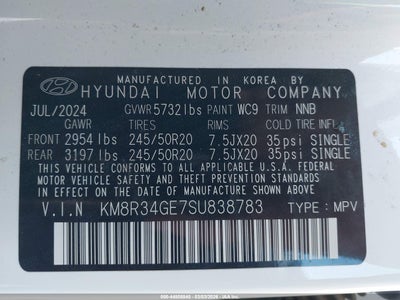 MANUFACTURED IN KOREA BY
HYUNDAI MOTOR COMPANY
JUL/2024 GVWR 5732 lbs PAINT WC9 TRIM NNB
GAWR TIRES RIMS COLD TIRE INFL
FRONT 2954 lbs 245/50R20 7.5JX20 35psi SINGLE
REAR 3197 lbs 245/50R20 7.5JX20 35psi SINGLE
THIS VEHICLE CONFORMS TO ALL APPLICABLE U.S. FEDERAL
MOTOR VEHICLE SAFETY AND THEFT PREVENTION STANDARDS
IN EFFECT ON THE DATE OF MANUFACTURE SHOWN ABOVE.
V.I.N KM8R34GE7SU838783 TYPE : MPV